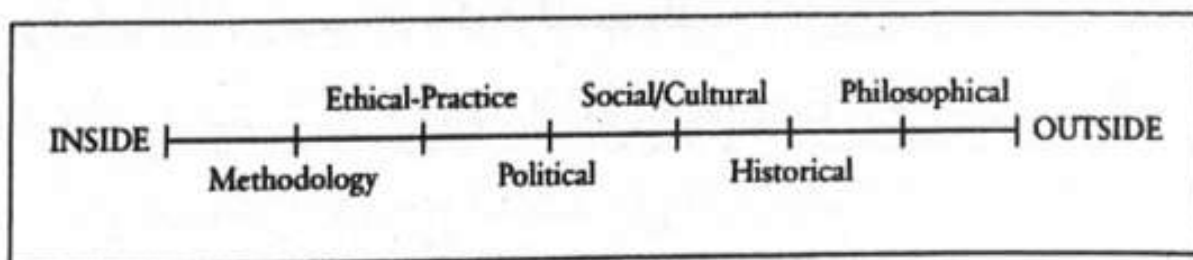 Ethical-Practice Social/Cultural Philosophical
INSIDE OUTSIDE
Methodology Political Historical